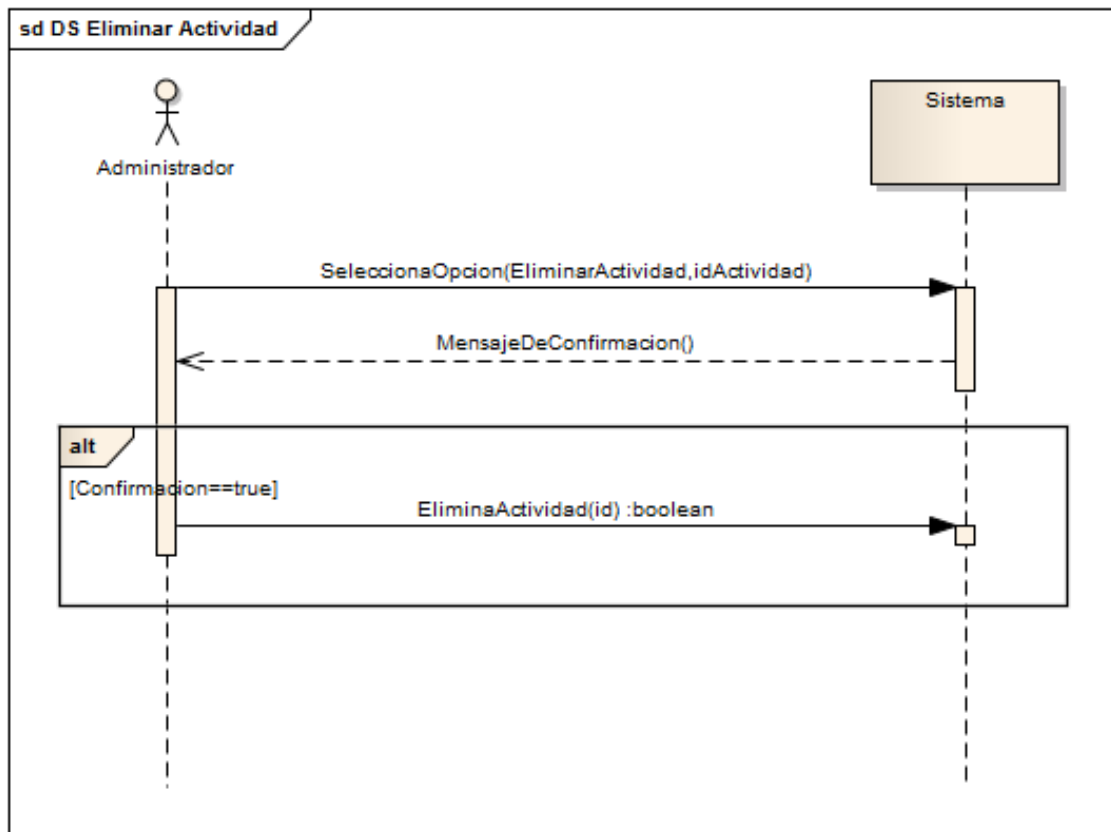 sd DS Eliminar Actividad
Administrador
Sistema
SeleccionaOpcion(EliminarActividad,idActividad)
MensajeDeConfirmacion()
alt
[Confirmacion==true]
EliminaActividad(id) :boolean